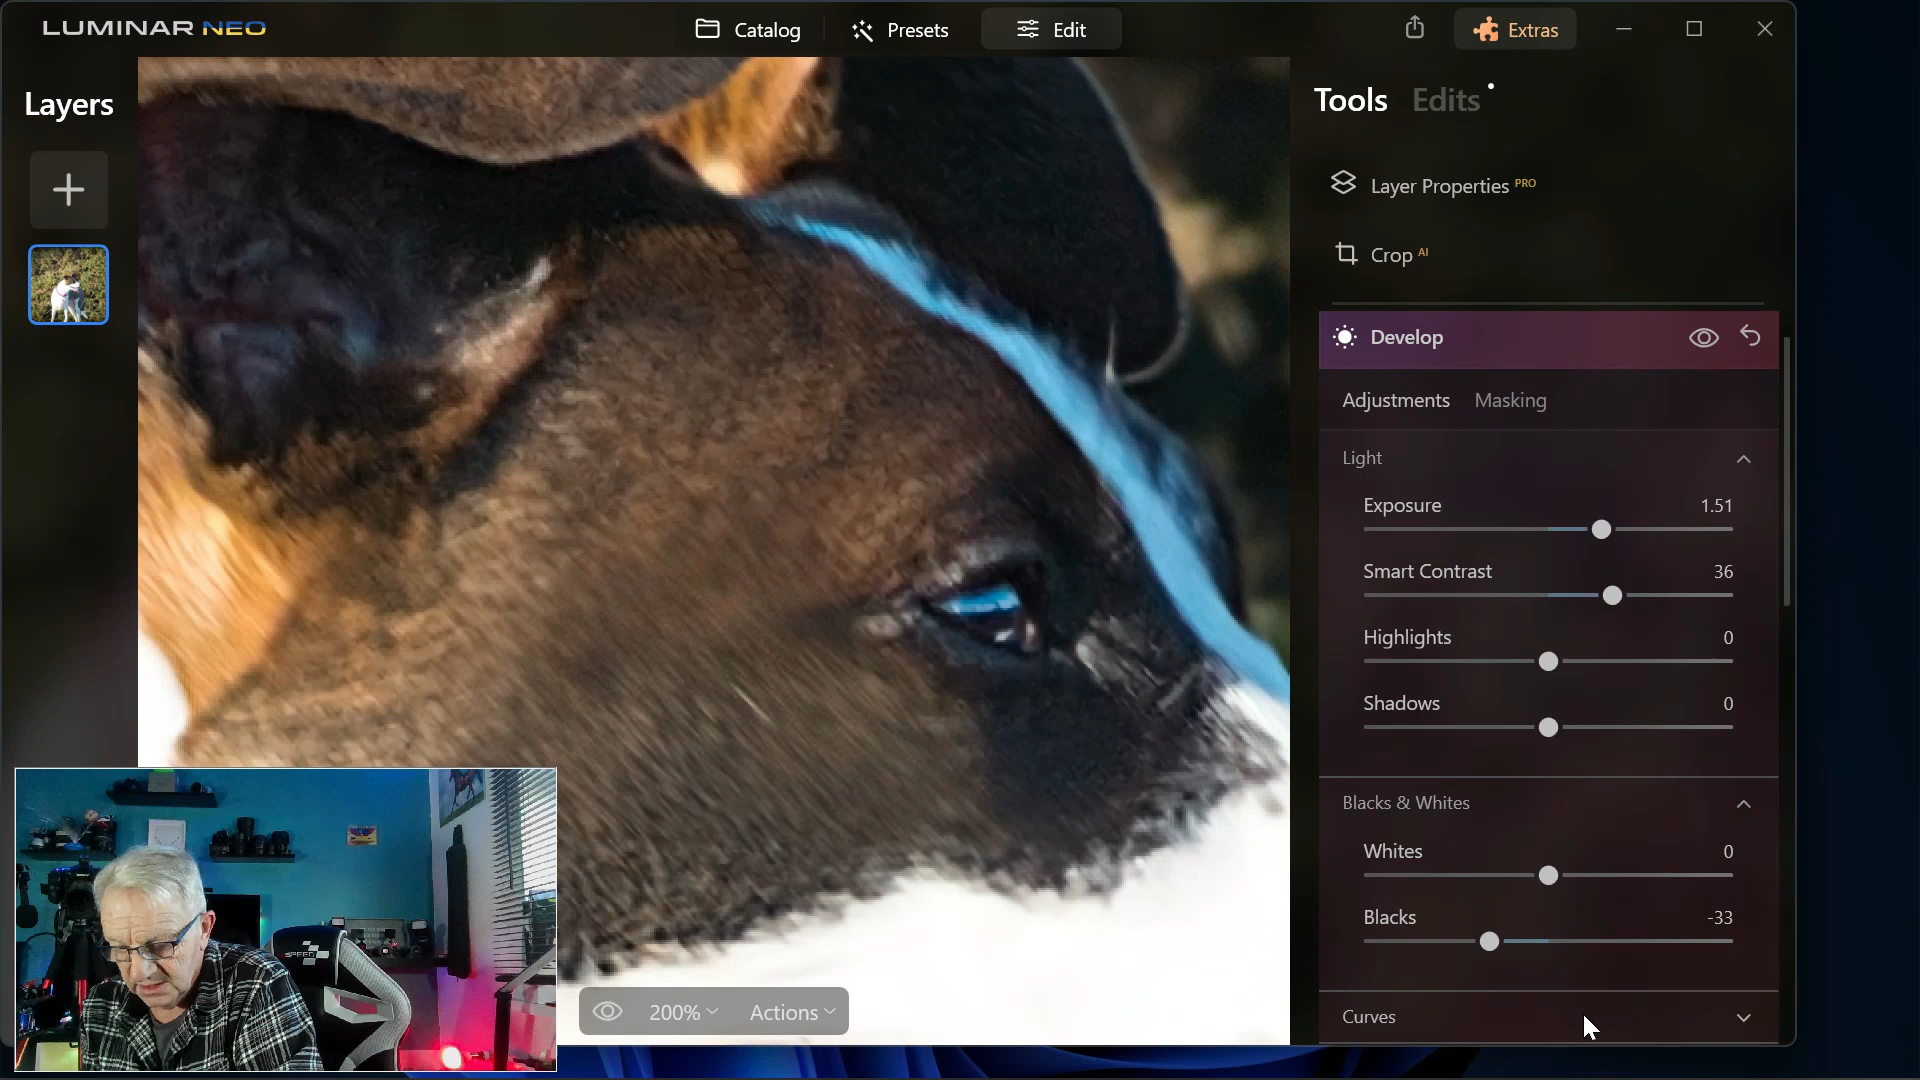 LUMINAR NEO
Catalog
Presets
Edit
Extras
Layers
Tools
Edits
Layer Properties PRO
Crop AI
Develop
Adjustments
Masking
Light
Exposure 1.51
Smart Contrast 36
Highlights 0
Shadows 0
Blacks & Whites
Whites 0
Blacks -33
Curves
200%
Actions
SPEED